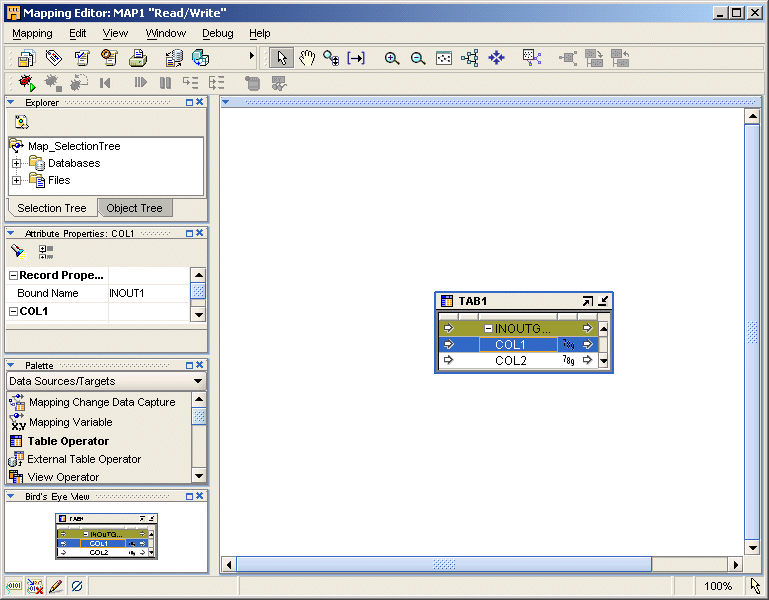 Mapping Editor: MAP1 "Read/Write"
Mapping Edit View Window Debug Help
Explorer
Map_SelectionTree
Databases
Files
Selection Tree Object Tree
Attribute Properties: COL1
Record Prope...
Bound Name INOUT1
COL1
Palette
Data Sources/Targets
Mapping Change Data Capture
Mapping Variable
Table Operator
External Table Operator
View Operator
Bird's Eye View
TAB1
INOUTG...
COL1
COL2
TAB1
INOUTG...
COL1 789
COL2 789
100%